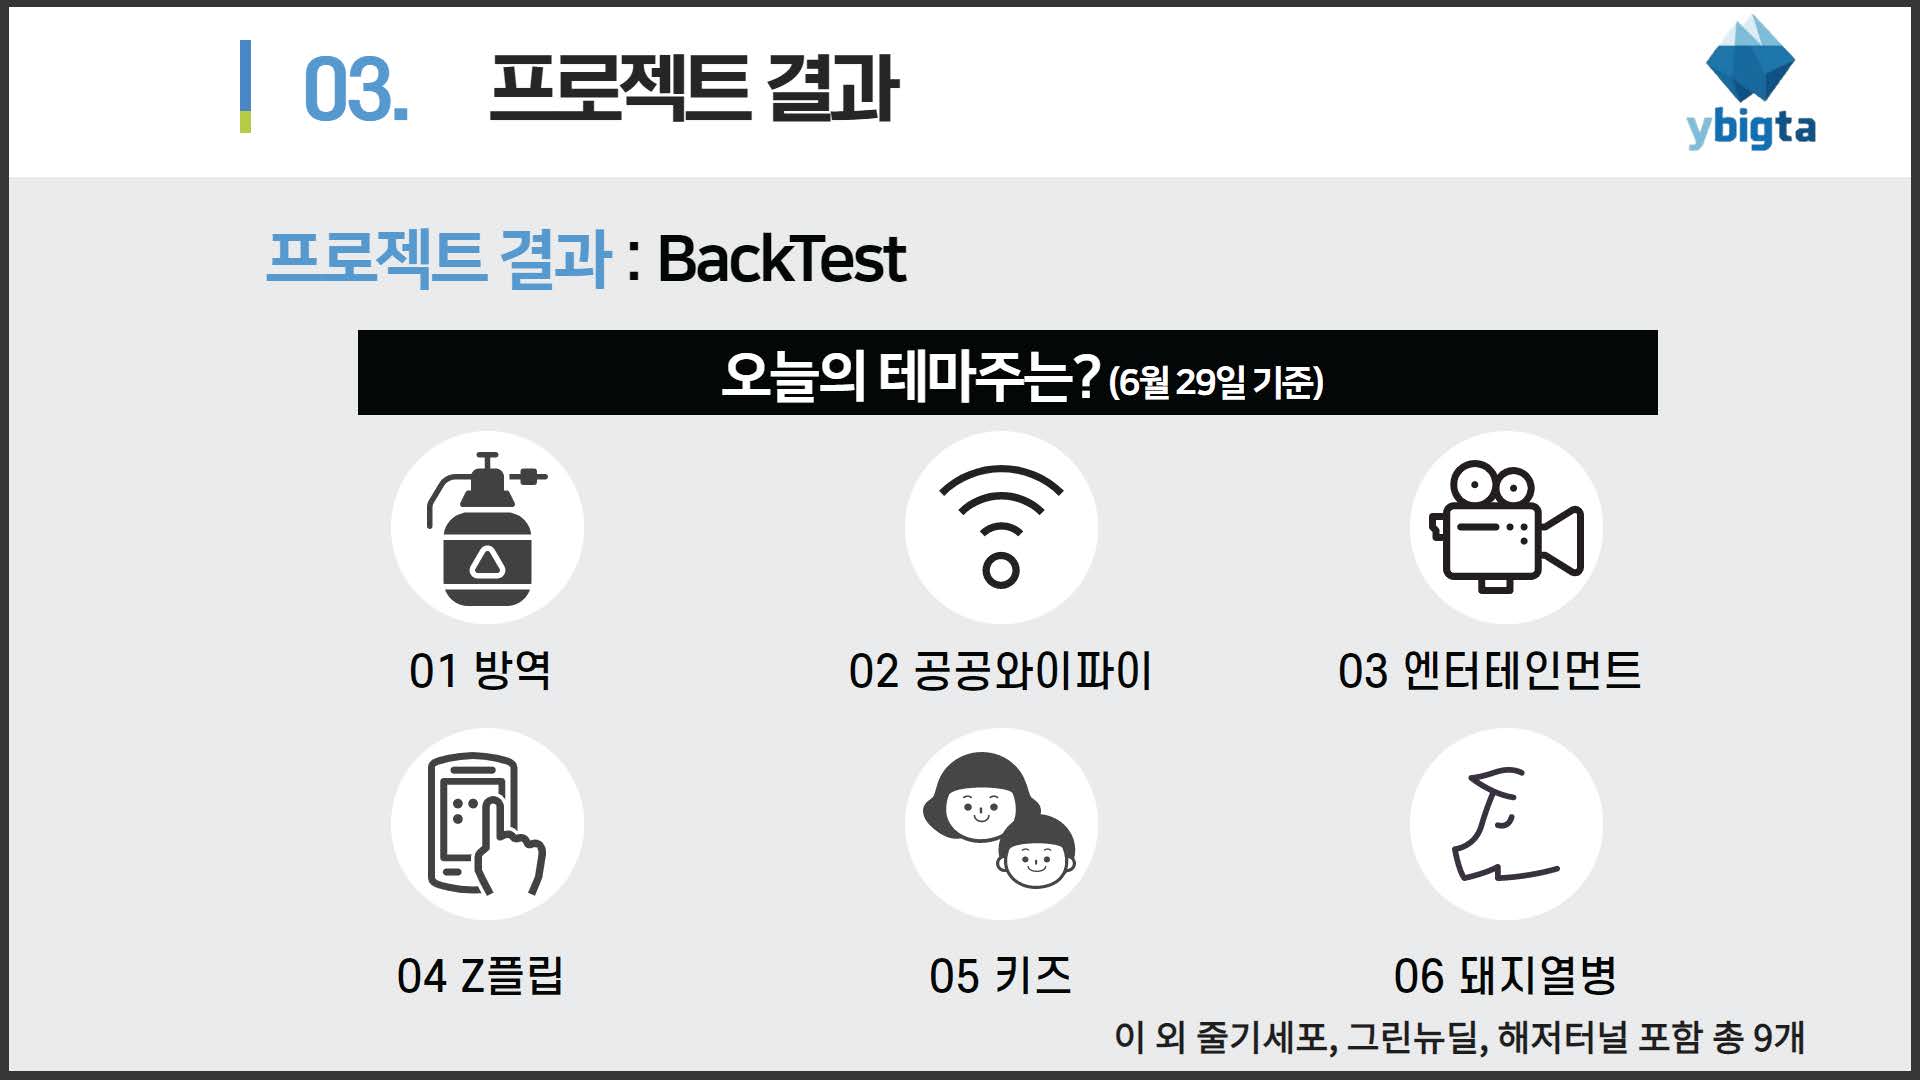 03. 프로젝트 결과
ybigta
프로젝트 결과 : BackTest
오늘의 테마주는? (6월 29일 기준)
01 방역
02 공공와이파이
03 엔터테인먼트
04 Z플립
05 키즈
06 돼지열병
이 외 줄기세포, 그린뉴딜, 해저터널 포함 총 9개